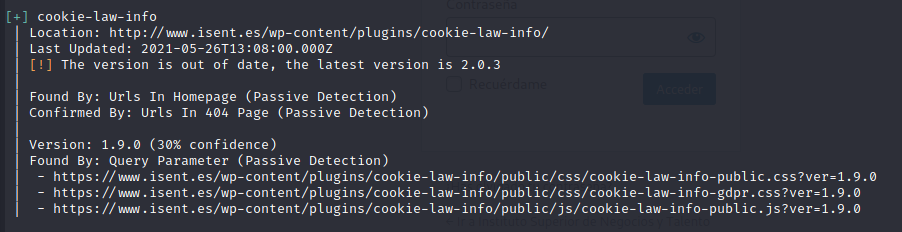 Contraseña
[+] cookie-law-info
| Location: http://www.isent.es/wp-content/plugins/cookie-law-info/
| Last Updated: 2021-05-26T13:08:00.000Z
| [!] The version is out of date, the latest version is 2.0.3
|
Recuérdame Acceder
| Found By: Urls In Homepage (Passive Detection)
| Confirmed By: Urls In 404 Page (Passive Detection)
|
| Version: 1.9.0 (30% confidence)
| Found By: Query Parameter (Passive Detection)
|  - https://www.isent.es/wp-content/plugins/cookie-law-info/public/css/cookie-law-info-public.css?ver=1.9.0
|  - https://www.isent.es/wp-content/plugins/cookie-law-info/public/css/cookie-law-info-gdpr.css?ver=1.9.0
|  - https://www.isent.es/wp-content/plugins/cookie-law-info/public/js/cookie-law-info-public.js?ver=1.9.0